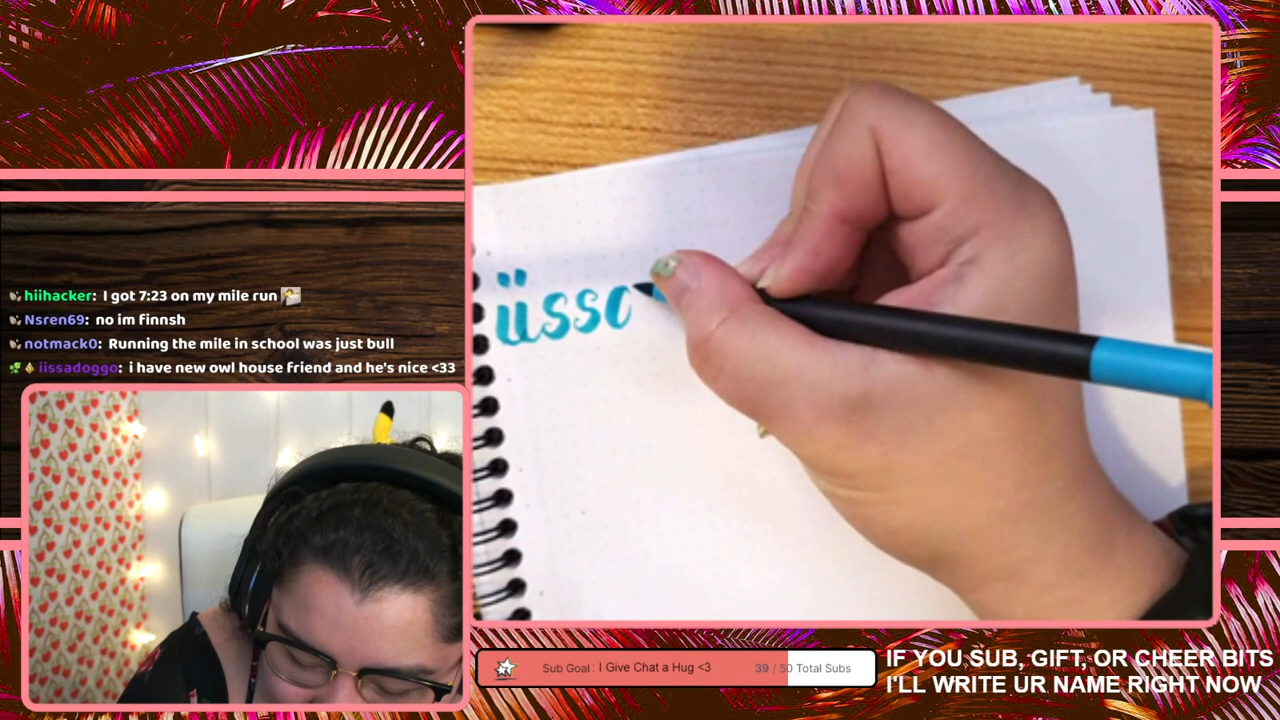 hiihacker: I got 7:23 on my mile run
Nsren69: no im finnsh
notmack0: Running the mile in school was just bull
iissadoggo: i have new owl house friend and he's nice <33
üssc
Sub Goal: I Give Chat a Hug <3 39 / 50 Total Subs
IF YOU SUB, GIFT, OR CHEER BITS
I'LL WRITE UR NAME RIGHT NOW